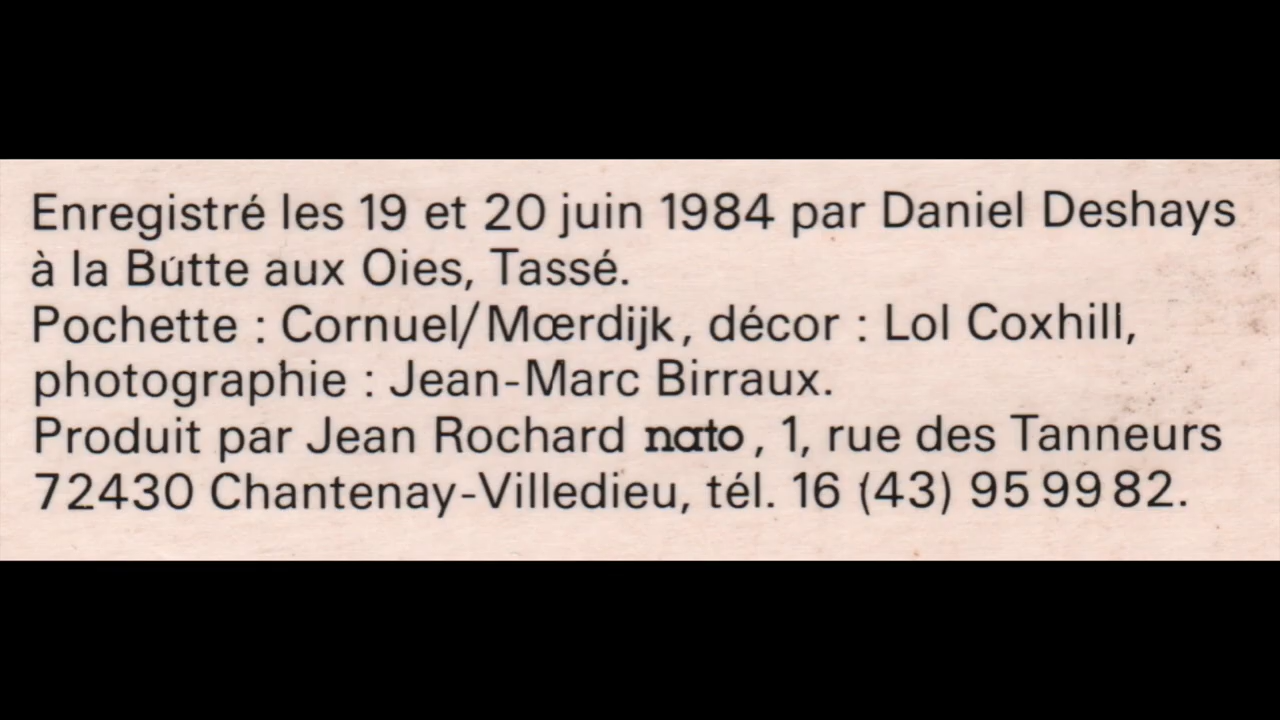 Enregistré les 19 et 20 juin 1984 par Daniel Deshays
à la Bútte aux Oies, Tassé.
Pochette : Cornuel/Mœrdijk, décor : Lol Coxhill,
photographie : Jean-Marc Birraux.
Produit par Jean Rochard nato, 1, rue des Tanneurs
72430 Chantenay-Villedieu, tél. 16 (43) 95 99 82.